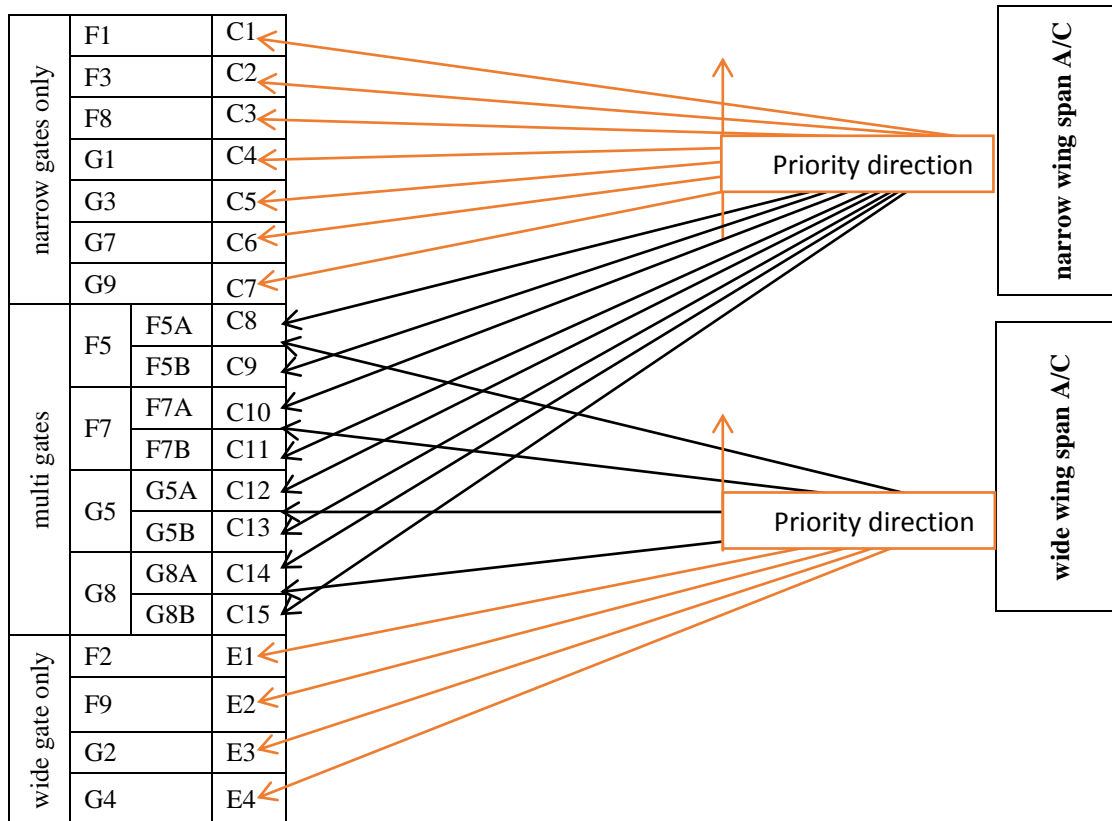 narrow gates only
F1 C1
F3 C2
F8 C3
G1 C4
G3 C5
G7 C6
G9 C7
multi gates
F5
F5A C8
F5B C9
F7
F7A C10
F7B C11
G5
G5A C12
G5B C13
G8
G8A C14
G8B C15
wide gate only
F2 E1
F9 E2
G2 E3
G4 E4
Priority direction
narrow wing span A/C
Priority direction
wide wing span A/C